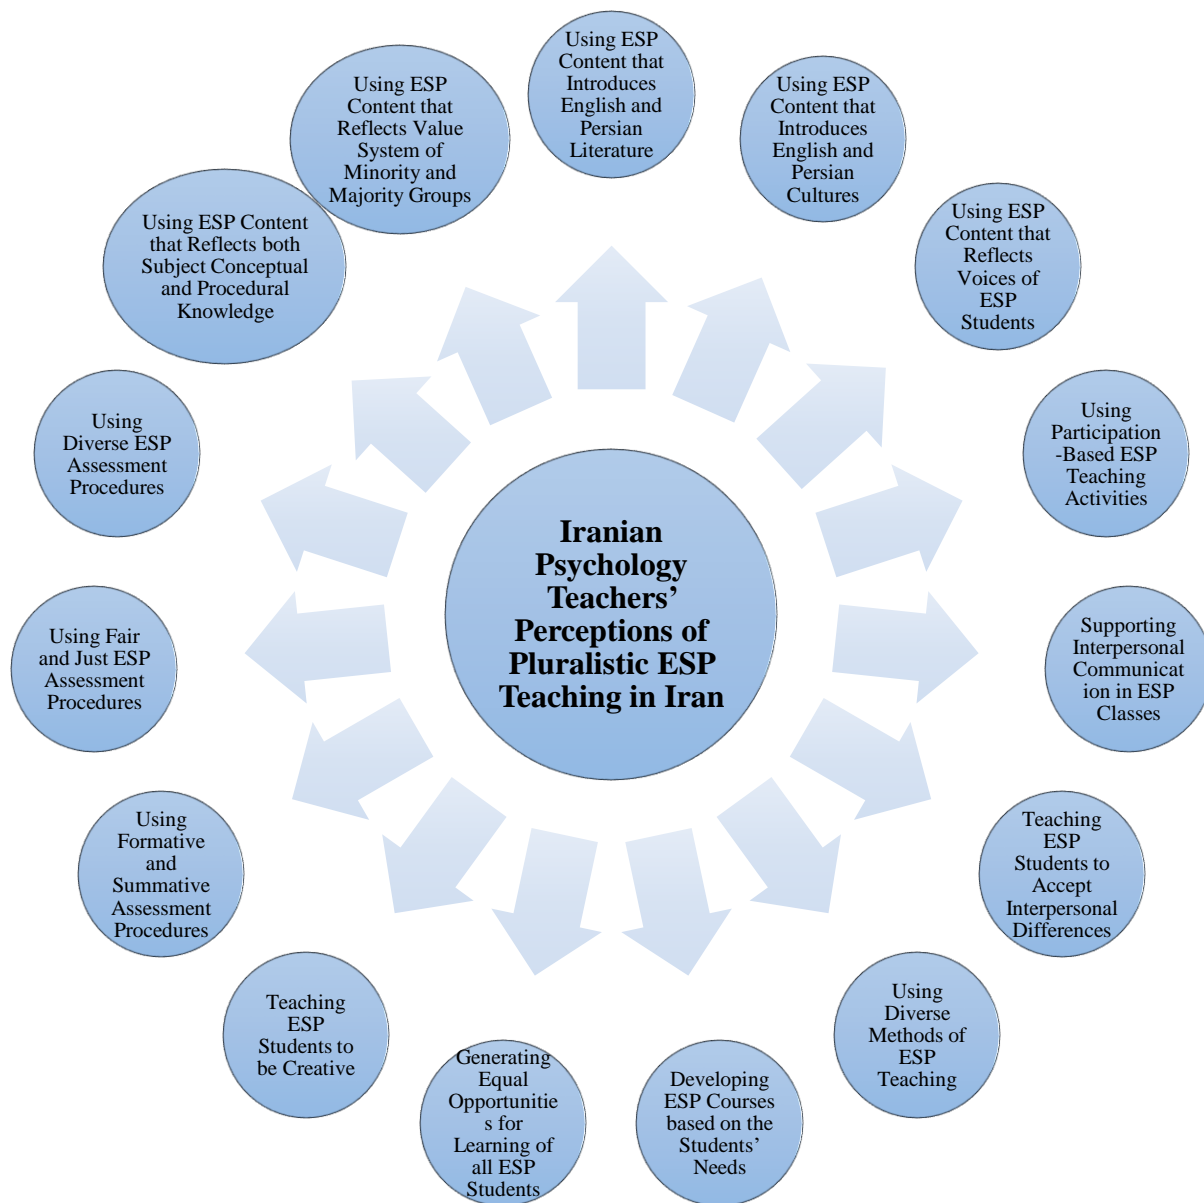 Using ESP
Content that
Introduces
English and
Persian
Literature
Using ESP
Content that
Introduces
English and
Persian
Cultures
Using ESP
Content that
Reflects
Voices of
ESP
Students
Using
Participation
-Based ESP
Teaching
Activities
Supporting
Interpersonal
Communicat
ion in ESP
Classes
Teaching
ESP
Students to
Accept
Interpersonal
Differences
Using
Diverse
Methods of
ESP
Teaching
Developing
ESP Courses
based on the
Students’
Needs
Generating
Equal
Opportunitie
s for
Learning of
all ESP
Students
Teaching
ESP
Students to
be Creative
Using
Formative
and
Summative
Assessment
Procedures
Using Fair
and Just ESP
Assessment
Procedures
Using
Diverse ESP
Assessment
Procedures
Using ESP Content
that Reflects both
Subject Conceptual
and Procedural
Knowledge
Using ESP
Content that
Reflects Value
System of
Minority and
Majority Groups
Iranian
Psychology
Teachers’
Perceptions of
Pluralistic ESP
Teaching in Iran